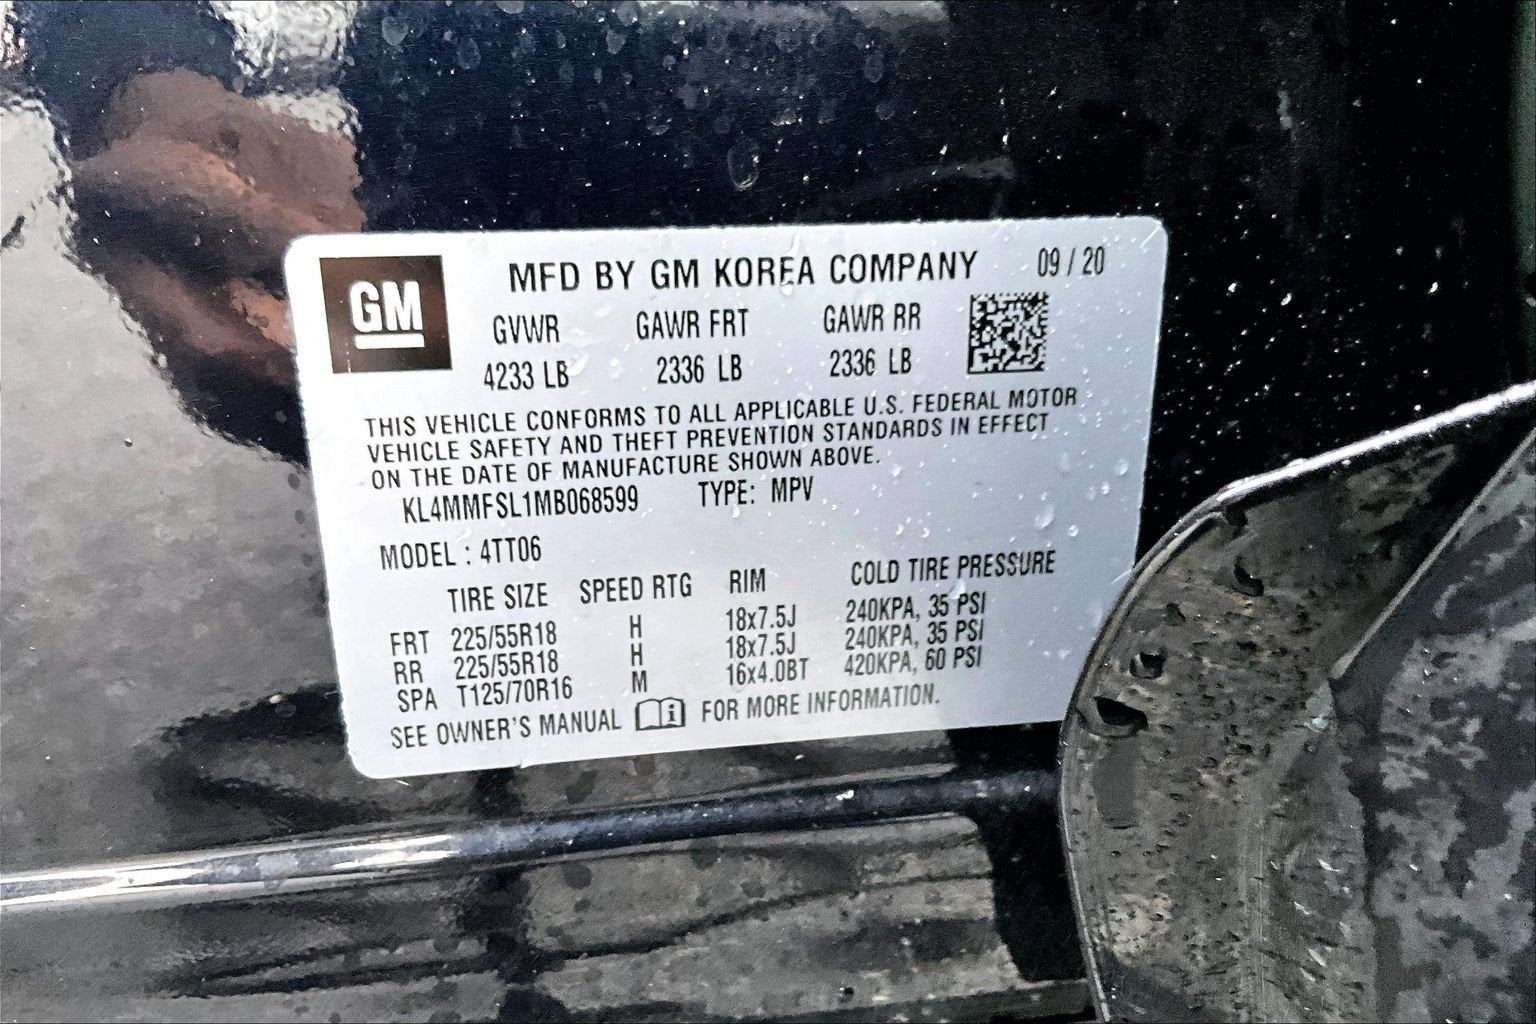 GM
MFD BY GM KOREA COMPANY 09 / 20
GVWR GAWR FRT GAWR RR
4233 LB 2336 LB 2336 LB
THIS VEHICLE CONFORMS TO ALL APPLICABLE U.S. FEDERAL MOTOR
VEHICLE SAFETY AND THEFT PREVENTION STANDARDS IN EFFECT
ON THE DATE OF MANUFACTURE SHOWN ABOVE.
KL4MMFSL1MB068599 TYPE: MPV
MODEL : 4TT06
TIRE SIZE SPEED RTG RIM COLD TIRE PRESSURE
FRT 225/55R18 H 18x7.5J 240KPA, 35 PSI
RR 225/55R18 H 18x7.5J 240KPA, 35 PSI
SPA T125/70R16 M 16x4.0BT 420KPA, 60 PSI
SEE OWNER'S MANUAL i FOR MORE INFORMATION.